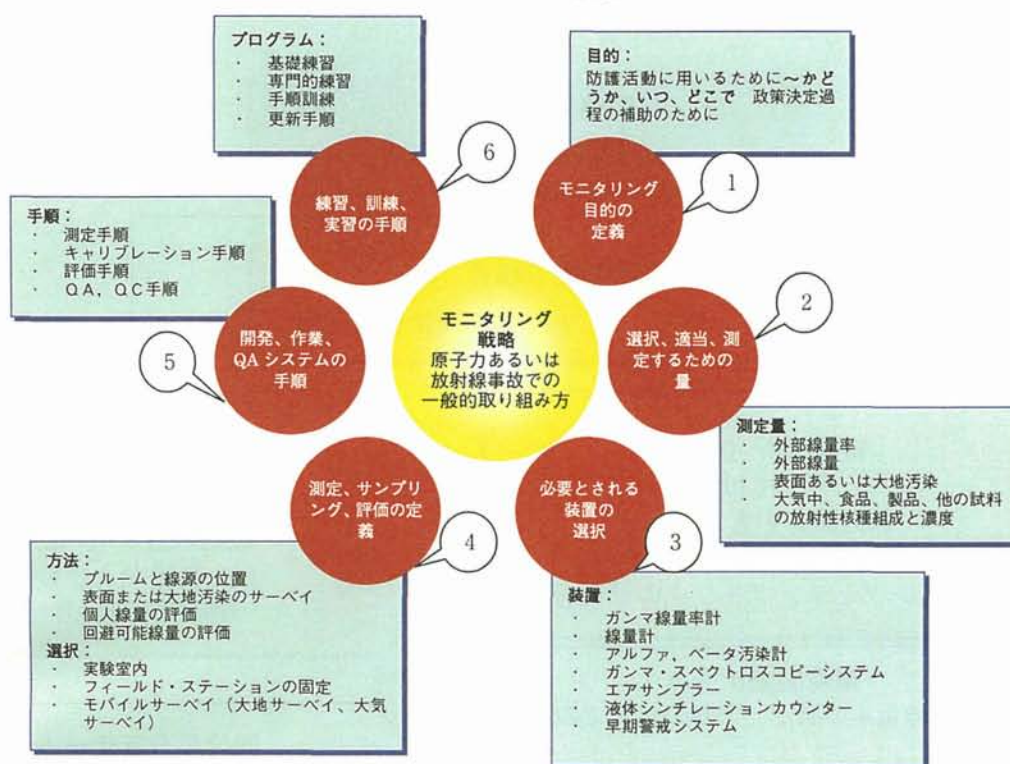 プログラム：
・ 基礎練習
・ 専門的練習
・ 手順訓練
・ 更新手順
目的：
防護活動に用いるために～かど
うか、いつ、どこで 政策決定過
程の補助のために
6
練習、訓練、
実習の手順
モニタリング
目的の
定義
1
手順：
・ 測定手順
・ キャリブレーション手順
・ 評価手順
・ ＱＡ，ＱＣ手順
モニタリング
戦略
原子力あるいは
放射線事故での
一般的取り組み方
2
選択、適当、測
定するための
量
5
開発、作業、
QA システムの
手順
測定量：
・ 外部線量率
・ 外部線量
・ 表面あるいは大地汚染
・ 大気中、食品、製品、他の試料
の放射性核種組成と濃度
測定、サンプリ
ング、評価の定
義
4
必要とされる
装置の
選択
3
方法：
・ プルームと線源の位置
・ 表面または大地汚染のサーベイ
・ 個人線量の評価
・ 回避可能線量の評価
選択：
・ 実験室内
・ フィールド・ステーションの固定
・ モバイルサーベイ（大地サーベイ、大気
サーベイ）
装置：
・ ガンマ線量率計
・ 線量計
・ アルファ，ベータ汚染計
・ ガンマ・スペクトロスコピーシステム
・ エアサンプラー
・ 液体シンチレーションカウンター
・ 早期警戒システム